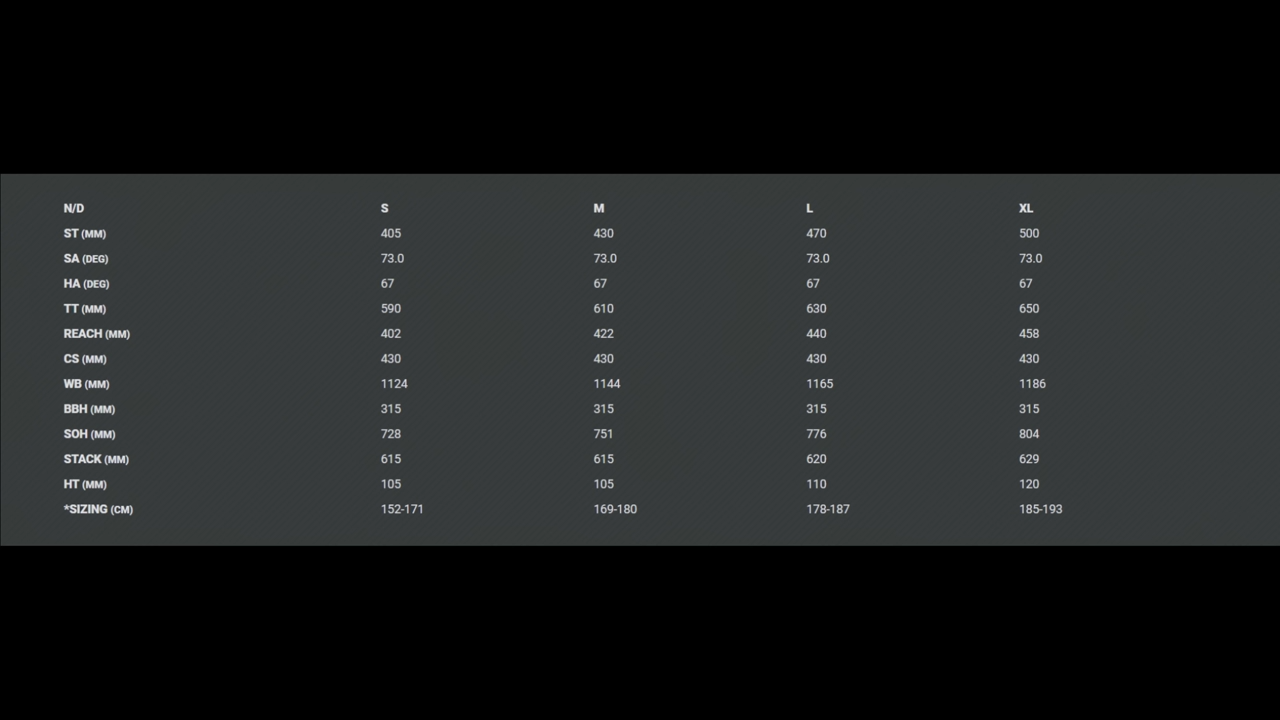 N/D S M L XL
ST (MM) 405 430 470 500
SA (DEG) 73.0 73.0 73.0 73.0
HA (DEG) 67 67 67 67
TT (MM) 590 610 630 650
REACH (MM) 402 422 440 458
CS (MM) 430 430 430 430
WB (MM) 1124 1144 1165 1186
BBH (MM) 315 315 315 315
SOH (MM) 728 751 776 804
STACK (MM) 615 615 620 629
HT (MM) 105 105 110 120
*SIZING (CM) 152-171 169-180 178-187 185-193